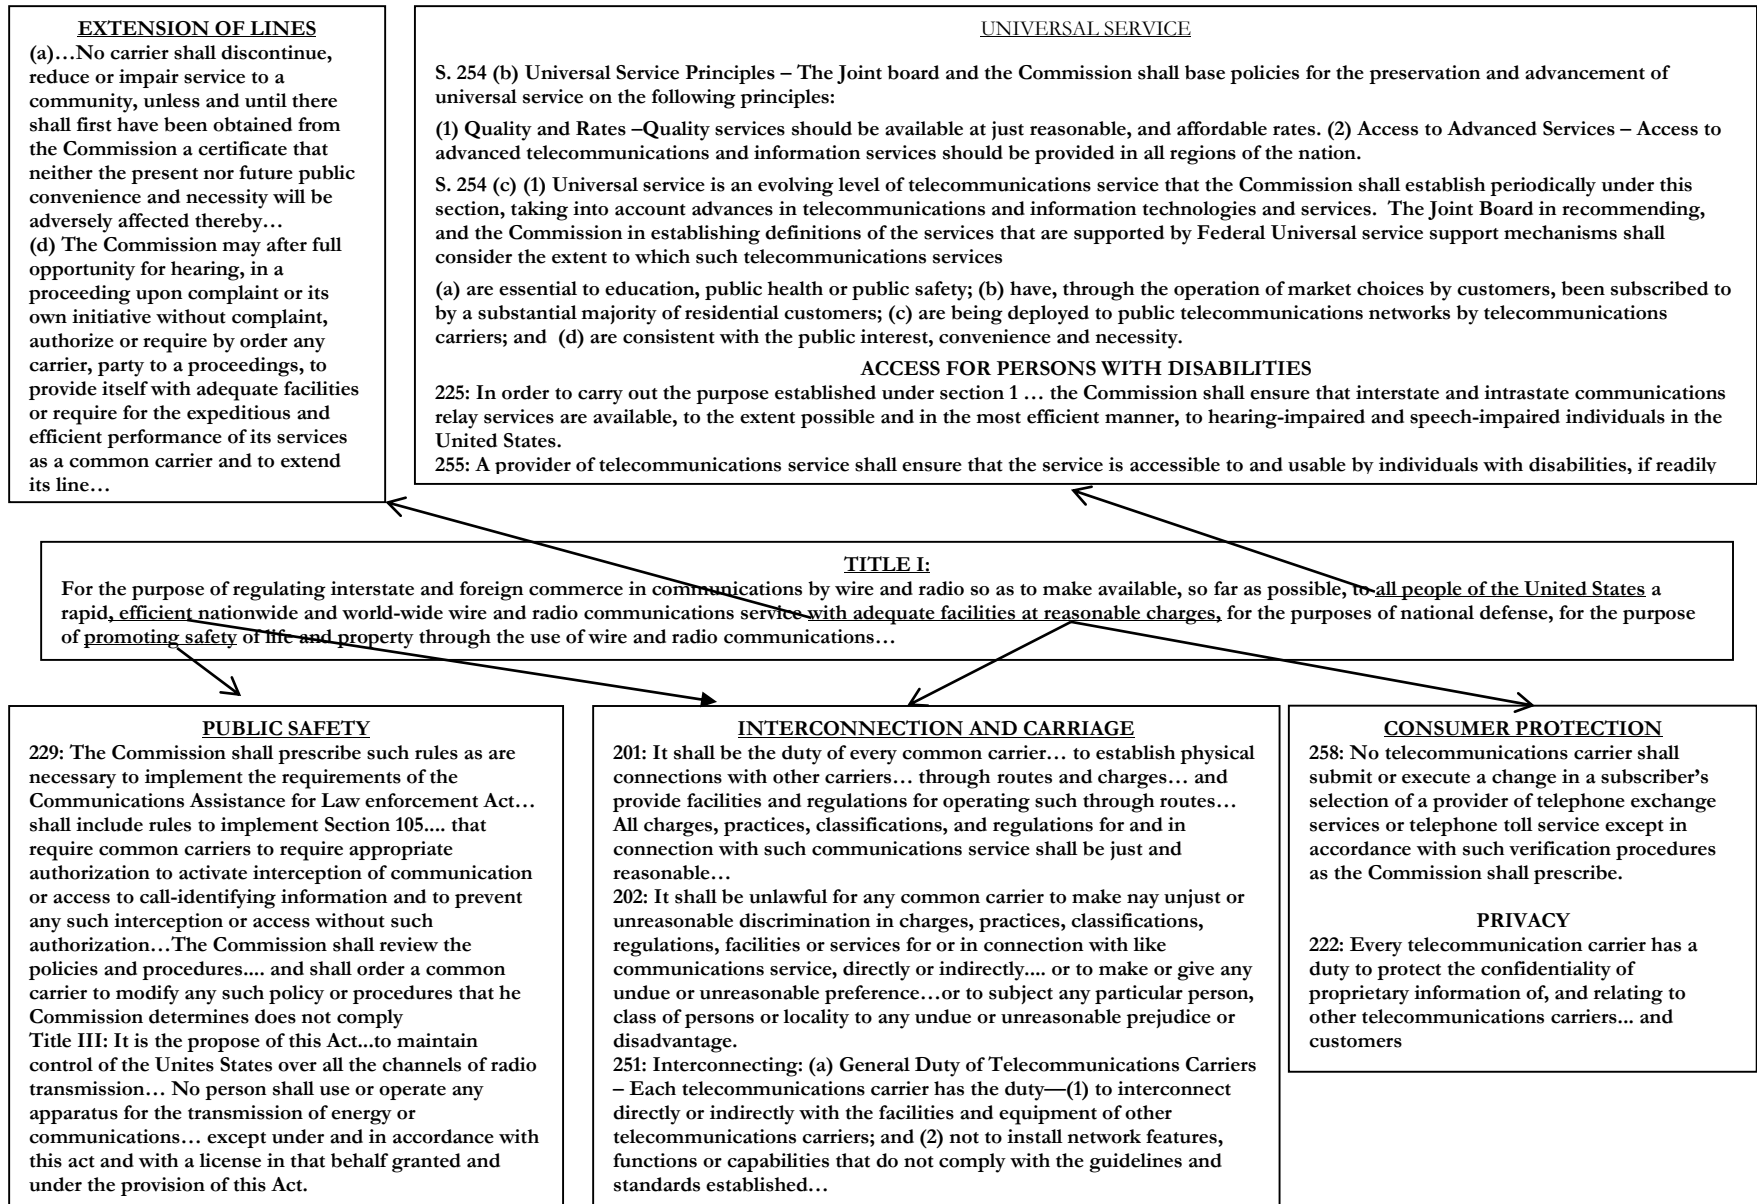 EXTENSION OF LINES
(a)…No carrier shall discontinue,
reduce or impair service to a
community, unless and until there
shall first have been obtained from
the Commission a certificate that
neither the present nor future public
convenience and necessity will be
adversely affected thereby…
(d) The Commission may after full
opportunity for hearing, in a
proceeding upon complaint or its
own initiative without complaint,
authorize or require by order any
carrier, party to a proceedings, to
provide itself with adequate facilities
or require for the expeditious and
efficient performance of its services
as a common carrier and to extend
its line…
UNIVERSAL SERVICE
S. 254 (b) Universal Service Principles – The Joint board and the Commission shall base policies for the preservation and advancement of
universal service on the following principles:
(1) Quality and Rates –Quality services should be available at just reasonable, and affordable rates. (2) Access to Advanced Services – Access to
advanced telecommunications and information services should be provided in all regions of the nation.
S. 254 (c) (1) Universal service is an evolving level of telecommunications service that the Commission shall establish periodically under this
section, taking into account advances in telecommunications and information technologies and services. The Joint Board in recommending,
and the Commission in establishing definitions of the services that are supported by Federal Universal service support mechanisms shall
consider the extent to which such telecommunications services
(a) are essential to education, public health or public safety; (b) have, through the operation of market choices by customers, been subscribed to
by a substantial majority of residential customers; (c) are being deployed to public telecommunications networks by telecommunications
carriers; and (d) are consistent with the public interest, convenience and necessity.
ACCESS FOR PERSONS WITH DISABILITIES
225: In order to carry out the purpose established under section 1 … the Commission shall ensure that interstate and intrastate communications
relay services are available, to the extent possible and in the most efficient manner, to hearing-impaired and speech-impaired individuals in the
United States.
255: A provider of telecommunications service shall ensure that the service is accessible to and usable by individuals with disabilities, if readily
TITLE I:
For the purpose of regulating interstate and foreign commerce in communications by wire and radio so as to make available, so far as possible, to all people of the United States a
rapid, efficient nationwide and world-wide wire and radio communications service with adequate facilities at reasonable charges, for the purposes of national defense, for the purpose
of promoting safety of life and property through the use of wire and radio communications…
PUBLIC SAFETY
229: The Commission shall prescribe such rules as are
necessary to implement the requirements of the
Communications Assistance for Law enforcement Act…
shall include rules to implement Section 105.... that
require common carriers to require appropriate
authorization to activate interception of communication
or access to call-identifying information and to prevent
any such interception or access without such
authorization…The Commission shall review the
policies and procedures.... and shall order a common
carrier to modify any such policy or procedures that he
Commission determines does not comply
Title III: It is the propose of this Act...to maintain
control of the Unites States over all the channels of radio
transmission… No person shall use or operate any
apparatus for the transmission of energy or
communications… except under and in accordance with
this act and with a license in that behalf granted and
under the provision of this Act.
INTERCONNECTION AND CARRIAGE
201: It shall be the duty of every common carrier… to establish physical
connections with other carriers… through routes and charges… and
provide facilities and regulations for operating such through routes…
All charges, practices, classifications, and regulations for and in
connection with such communications service shall be just and
reasonable…
202: It shall be unlawful for any common carrier to make nay unjust or
unreasonable discrimination in charges, practices, classifications,
regulations, facilities or services for or in connection with like
communications service, directly or indirectly.... or to make or give any
undue or unreasonable preference…or to subject any particular person,
class of persons or locality to any undue or unreasonable prejudice or
disadvantage.
251: Interconnecting: (a) General Duty of Telecommunications Carriers
– Each telecommunications carrier has the duty—(1) to interconnect
directly or indirectly with the facilities and equipment of other
telecommunications carriers; and (2) not to install network features,
functions or capabilities that do not comply with the guidelines and
standards established…
CONSUMER PROTECTION
258: No telecommunications carrier shall
submit or execute a change in a subscriber's
selection of a provider of telephone exchange
services or telephone toll service except in
accordance with such verification procedures
as the Commission shall prescribe.
PRIVACY
222: Every telecommunication carrier has a
duty to protect the confidentiality of
proprietary information of, and relating to
other telecommunications carriers... and
customers